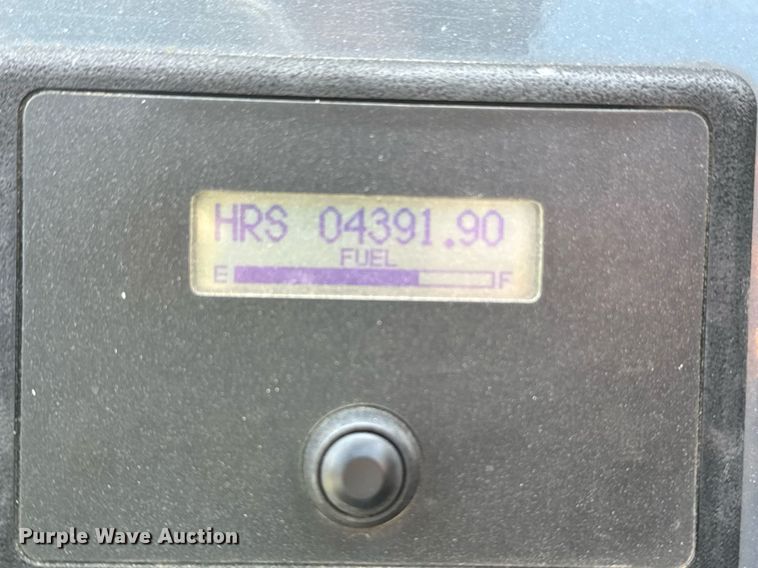 HRS 04391.90
FUEL
E F
Purple Wave Auction